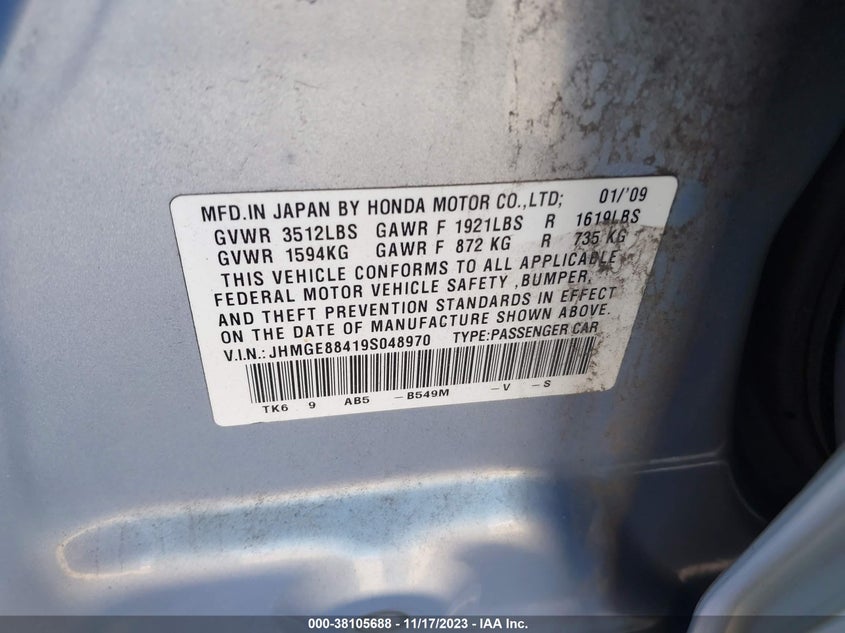 MFD.IN JAPAN BY HONDA MOTOR CO.,LTD; 01/'09
GVWR 3512LBS GAWR F 1921LBS R 1619LBS
GVWR 1594KG GAWR F 872 KG R 735 KG
THIS VEHICLE CONFORMS TO ALL APPLICABLE
FEDERAL MOTOR VEHICLE SAFETY ,BUMPER,
AND THEFT PREVENTION STANDARDS IN EFFECT
ON THE DATE OF MANUFACTURE SHOWN ABOVE.
V.I.N.: JHMGE88419S048970 TYPE:PASSENGER CAR
TK6 9 AB5 -B549M -V -S
000-38105688 - 11/17/2023 - IAA Inc.